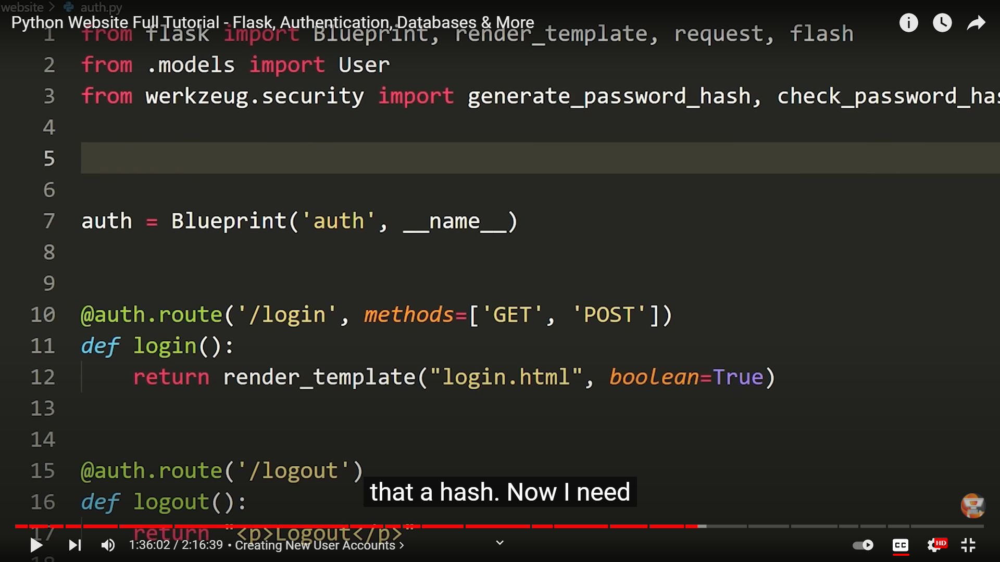 website > auth.py
Python Website Full Tutorial - Flask, Authentication, Databases & More
1 from flask import Blueprint, render_template, request, flash
2 from .models import User
3 from werkzeug.security import generate_password_hash, check_password_has
4
5
6
7 auth = Blueprint('auth', __name__)
8
9
10 @auth.route('/login', methods=['GET', 'POST'])
11 def login():
12     return render_template("login.html", boolean=True)
13
14
15 @auth.route('/logout')
16 def logout():
that a hash. Now I need
17     return "<p>Logout</p>"
1:36:02 / 2:16:39 • Creating New User Accounts >
CC
HD
18